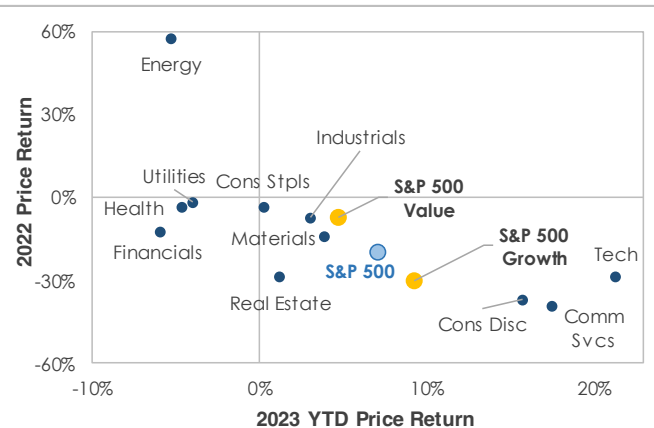 60%
Energy
30%
Industrials
Utilities
Cons Stpls
S&P 500
Value
0%
Health
Financials
Materials
S&P 500
Growth
S&P 500
Tech
-30%
Real Estate
Cons Disc
Comm
Svcs
-60%
-10%
0%
10%
20%
2022 Price Return
2023 YTD Price Return